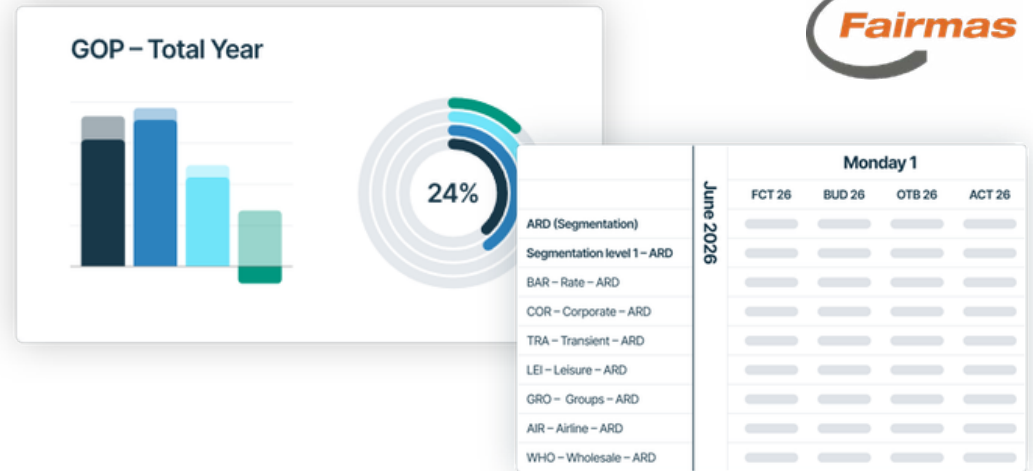 GOP – Total Year
Fairmas
24%
June 2026
Monday 1
FCT 26 BUD 26 OTB 26 ACT 26
ARD (Segmentation)
Segmentation level 1 – ARD
BAR – Rate – ARD
COR – Corporate – ARD
TRA – Transient – ARD
LEI – Leisure – ARD
GRO – Groups – ARD
AIR – Airline – ARD
WHO – Wholesale – ARD